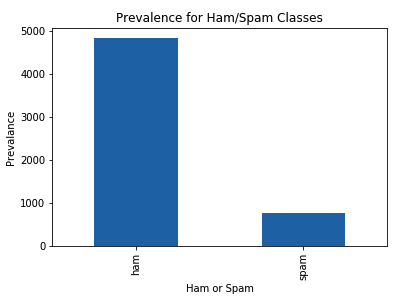 Prevalence for Ham/Spam Classes
5000
4000
3000
2000
1000
0
Prevalance
ham
spam
Ham or Spam